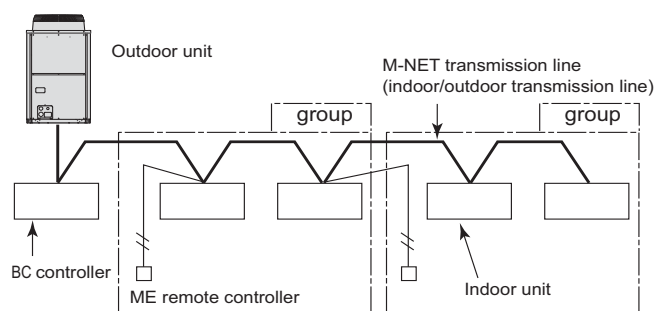 Outdoor unit
M-NET transmission line
(indoor/outdoor transmission line)
group
group
BC controller
ME remote controller
Indoor unit